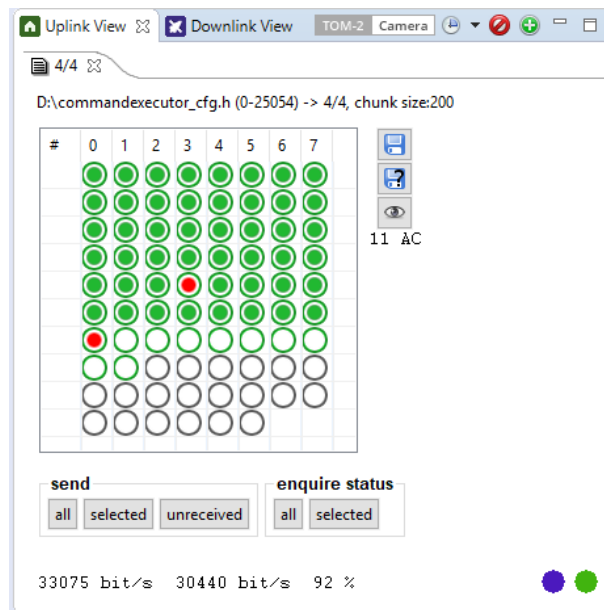 Uplink View Downlink View TOM-2 Camera
4/4
D:\commandexecutor_cfg.h (0-25054) -> 4/4, chunk size:200
# 0 1 2 3 4 5 6 7
?
11 AC
send enquire status
all selected unreceived all selected
33075 bit/s 30440 bit/s 92 %